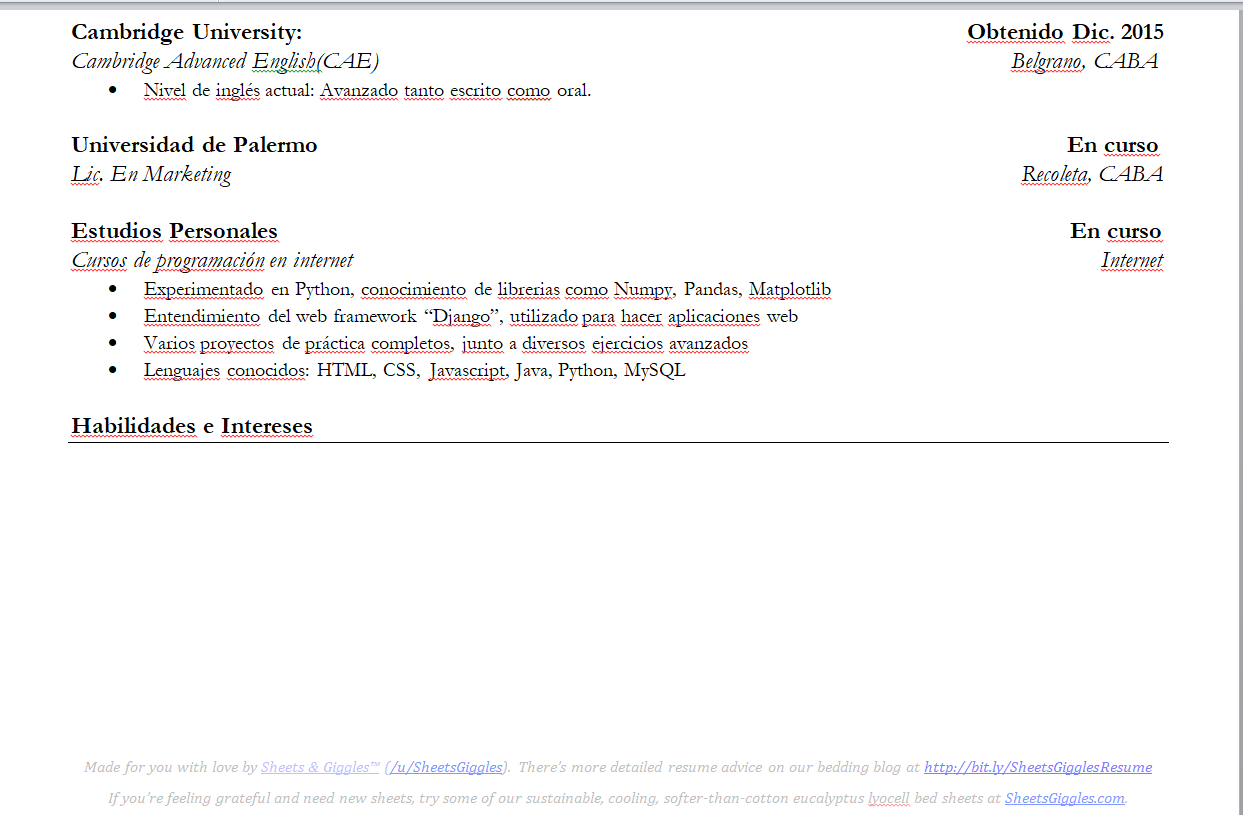 Cambridge University: Obtenido Dic. 2015
Cambridge Advanced English(CAE) Belgrano, CABA
• Nivel de inglés actual: Avanzado tanto escrito como oral.
Universidad de Palermo En curso
Lic. En Marketing Recoleta, CABA
Estudios Personales En curso
Cursos de programación en internet Internet
• Experimentado en Python, conocimiento de librerias como Numpy, Pandas, Matplotlib
• Entendimiento del web framework “Django”, utilizado para hacer aplicaciones web
• Varios proyectos de práctica completos, junto a diversos ejercicios avanzados
• Lenguajes conocidos: HTML, CSS, Javascript, Java, Python, MySQL
Habilidades e Intereses
Made for you with love by Sheets & Giggles™ (/u/SheetsGiggles). There’s more detailed resume advice on our bedding blog at http://bit.ly/SheetsGigglesResume
If you’re feeling grateful and need new sheets, try some of our sustainable, cooling, softer-than-cotton eucalyptus lyocell bed sheets at SheetsGiggles.com.